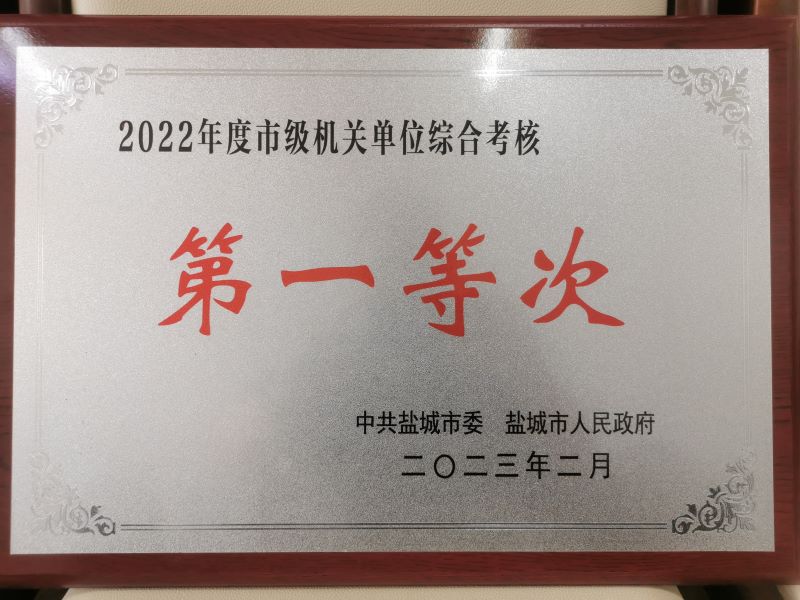 2022年度市级机关单位综合考核
第一等次
中共盐城市委 盐城市人民政府
二〇二三年二月